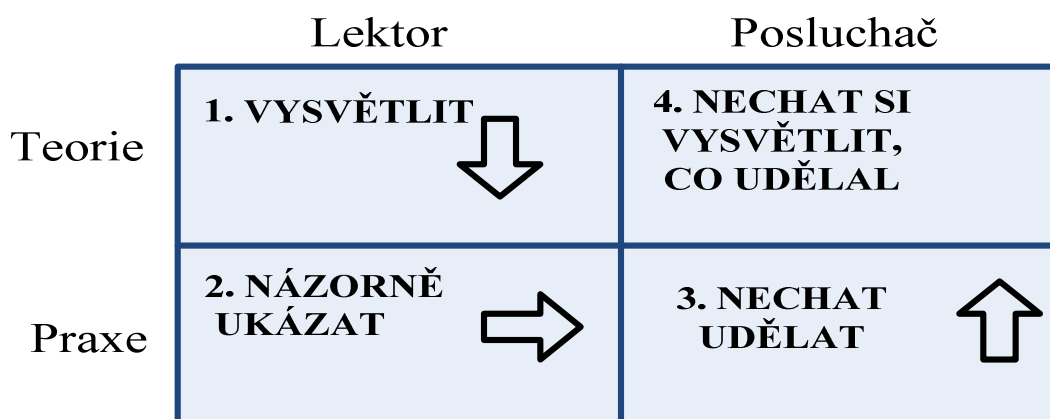 Lektor
Posluchač
Teorie
1. VYSVĚTLIT
4. NECHAT SI
VYSVĚTLIT,
CO UDĚLAL
Praxe
2. NÁZORNĚ
UKÁZAT
3. NECHAT
UDĚLAT